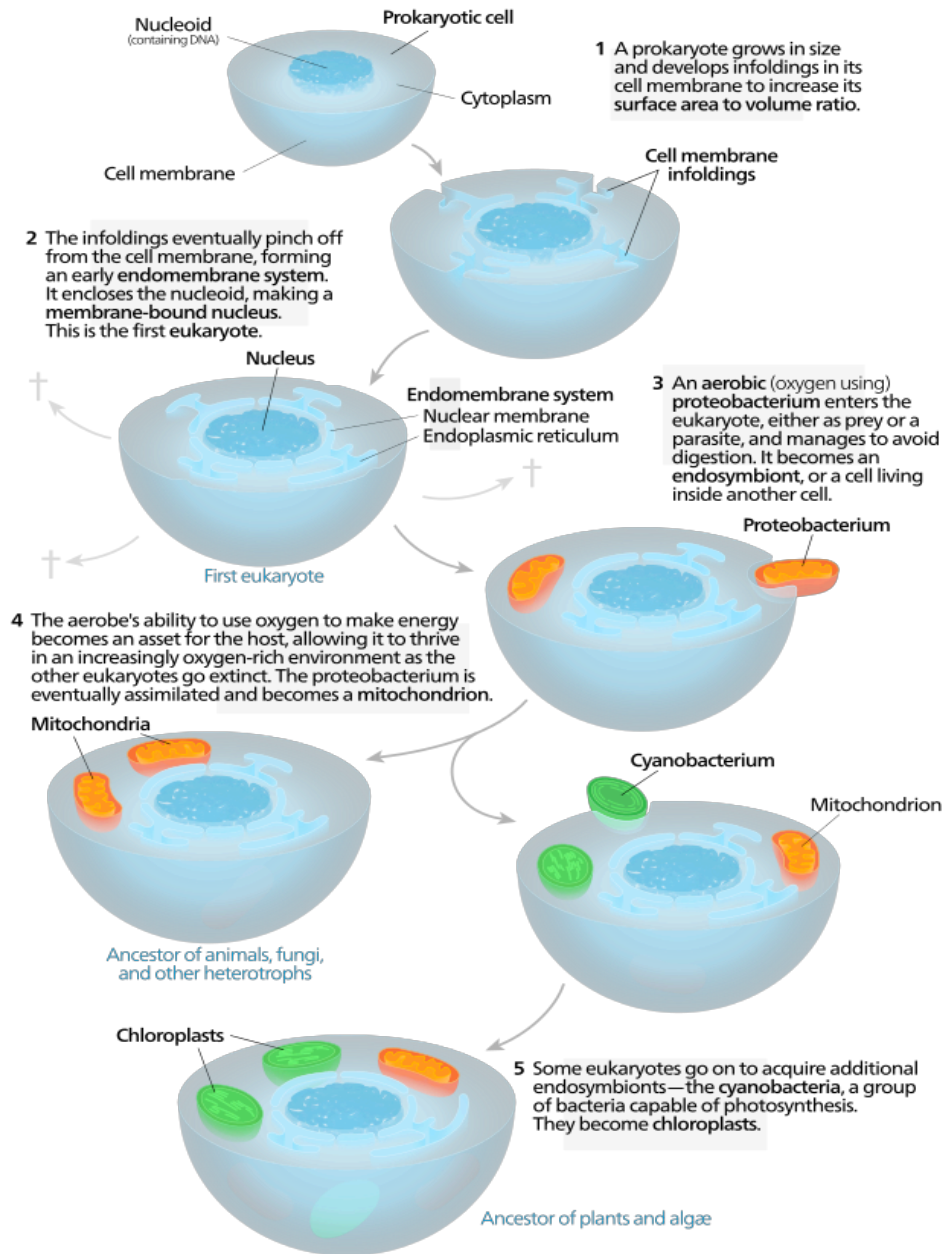 Nucleoid
(containing DNA)
Prokaryotic cell
Cytoplasm
Cell membrane
1 A prokaryote grows in size
and develops infoldings in its
cell membrane to increase its
surface area to volume ratio.
Cell membrane
infoldings
2 The infoldings eventually pinch off
from the cell membrane, forming
an early endomembrane system.
It encloses the nucleoid, making a
membrane-bound nucleus.
This is the first eukaryote.
Nucleus
Endomembrane system
Nuclear membrane
Endoplasmic reticulum
First eukaryote
3 An aerobic (oxygen using)
proteobacterium enters the
eukaryote, either as prey or a
parasite, and manages to avoid
digestion. It becomes an
endosymbiont, or a cell living
inside another cell.
Proteobacterium
4 The aerobe's ability to use oxygen to make energy
becomes an asset for the host, allowing it to thrive
in an increasingly oxygen-rich environment as the
other eukaryotes go extinct. The proteobacterium is
eventually assimilated and becomes a mitochondrion.
Mitochondria
Ancestor of animals, fungi,
and other heterotrophs
Cyanobacterium
Mitochondrion
Chloroplasts
5 Some eukaryotes go on to acquire additional
endosymbionts—the cyanobacteria, a group
of bacteria capable of photosynthesis.
They become chloroplasts.
Ancestor of plants and algæ